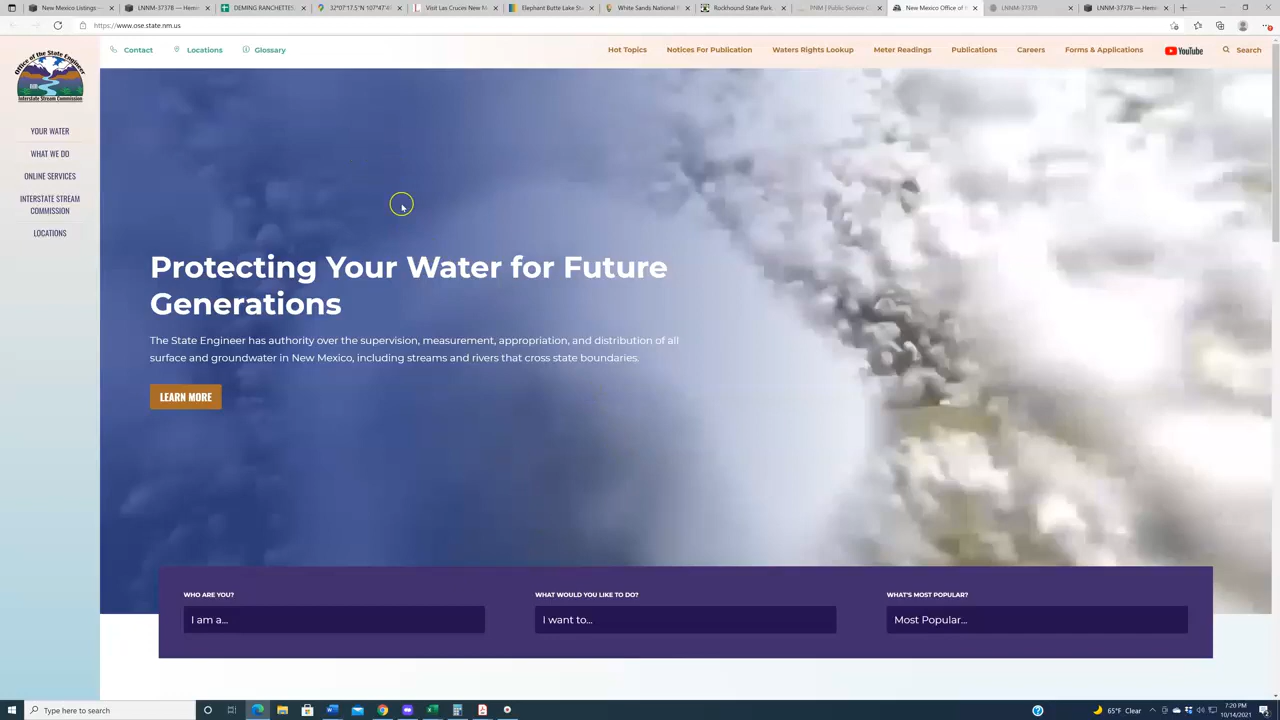 New Mexico Listings —
LNNM-3737B — Herm
DEMING RANCHETTES
32°07'17.5"N 107°47'4
Visit Las Cruces New M
Elephant Butte Lake St
White Sands National P
Rockhound State Park
PNM | Public Service C
New Mexico Office of t
LNNM-3737B
LNNM-3737B — Herm
https://www.ose.state.nm.us
Contact
Locations
Glossary
Hot Topics
Notices For Publication
Waters Rights Lookup
Meter Readings
Publications
Careers
Forms & Applications
YouTube
Search
Office of the State Engineer
Interstate Stream Commission
YOUR WATER
WHAT WE DO
ONLINE SERVICES
INTERSTATE STREAM
COMMISSION
LOCATIONS
Protecting Your Water for Future
Generations
The State Engineer has authority over the supervision, measurement, appropriation, and distribution of all
surface and groundwater in New Mexico, including streams and rivers that cross state boundaries.
LEARN MORE
WHO ARE YOU?
I am a...
WHAT WOULD YOU LIKE TO DO?
I want to...
WHAT'S MOST POPULAR?
Most Popular...
Type here to search
65°F Clear
7:20 PM
10/14/2021